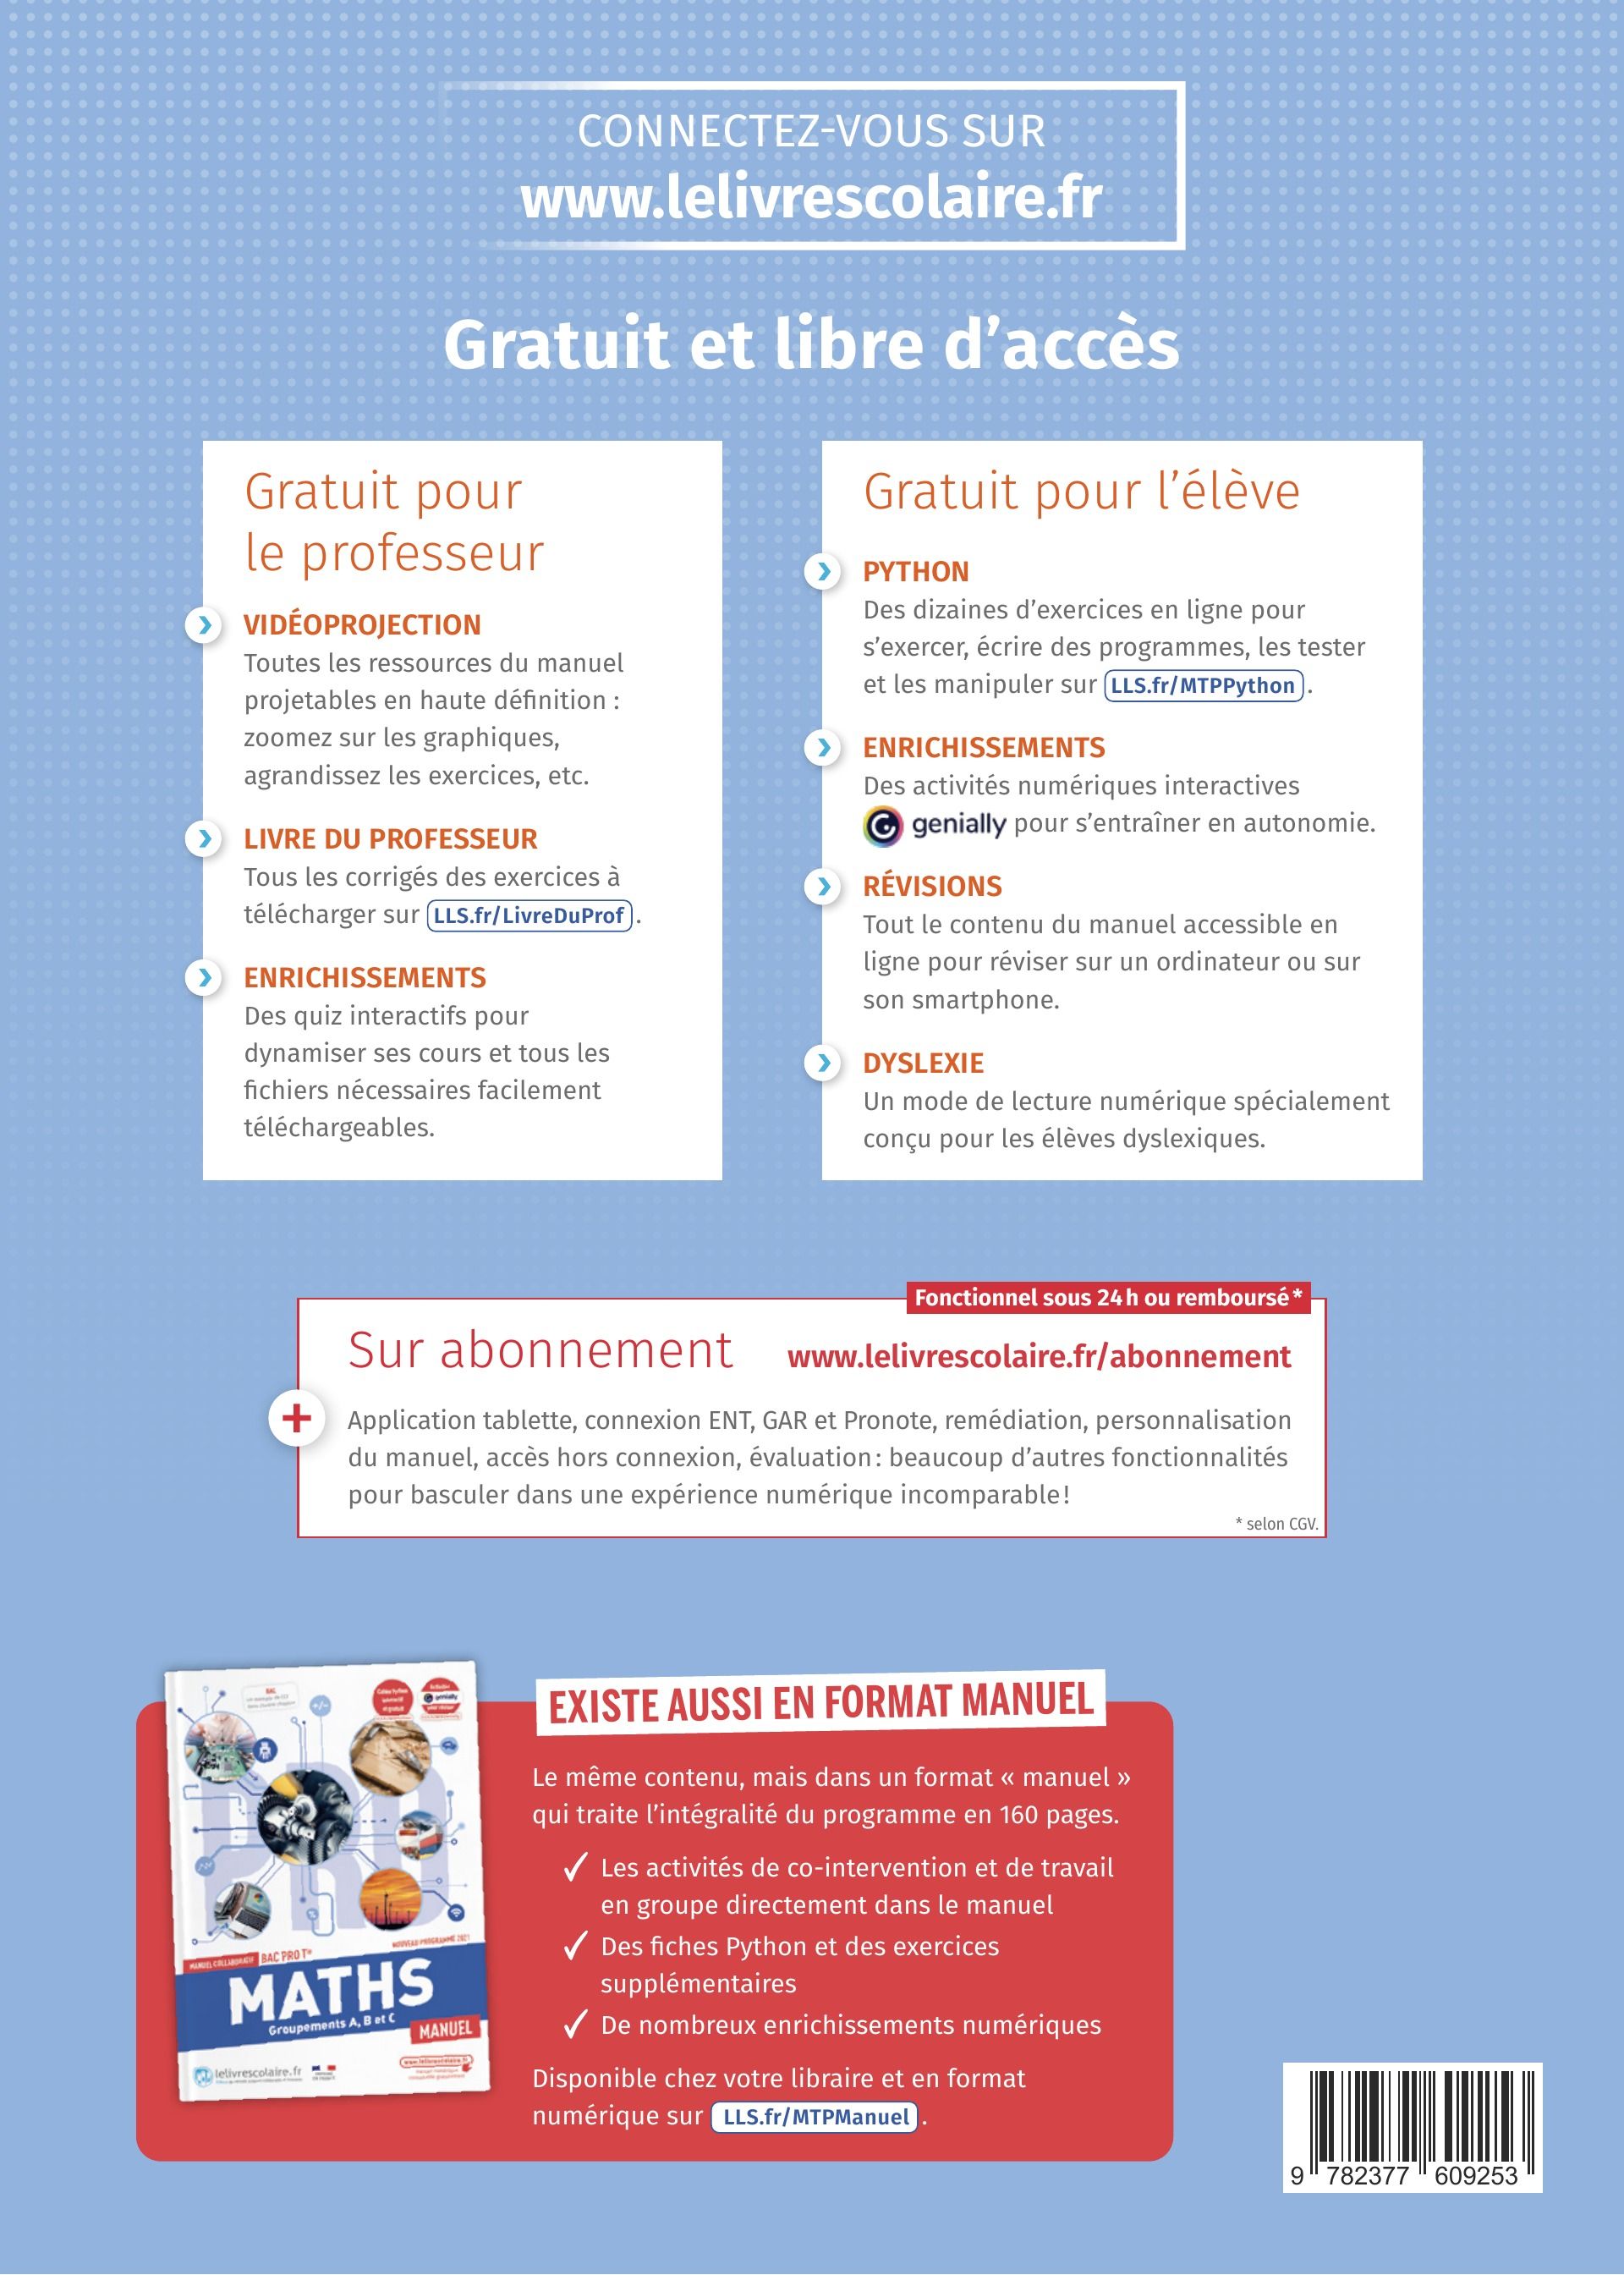 CONNECTEZ-VOUS SUR
www.lelivrescolaire.fr
Gratuit et libre d’accès
Gratuit pour
le professeur
VIDÉOPROJECTION
Toutes les ressources du manuel
projetables en haute définition :
zoomez sur les graphiques,
agrandissez les exercices, etc.
LIVRE DU PROFESSEUR
Tous les corrigés des exercices à
télécharger sur LLS.fr/LivreDuProf .
ENRICHISSEMENTS
Des quiz interactifs pour
dynamiser ses cours et tous les
fichiers nécessaires facilement
téléchargeables.
Gratuit pour l’élève
PYTHON
Des dizaines d’exercices en ligne pour
s’exercer, écrire des programmes, les tester
et les manipuler sur LLS.fr/MTPPython .
ENRICHISSEMENTS
Des activités numériques interactives
genially pour s’entraîner en autonomie.
RÉVISIONS
Tout le contenu du manuel accessible en
ligne pour réviser sur un ordinateur ou sur
son smartphone.
DYSLEXIE
Un mode de lecture numérique spécialement
conçu pour les élèves dyslexiques.
Fonctionnel sous 24 h ou remboursé*
Sur abonnement www.lelivrescolaire.fr/abonnement
Application tablette, connexion ENT, GAR et Pronote, remédiation, personnalisation
du manuel, accès hors connexion, évaluation : beaucoup d’autres fonctionnalités
pour basculer dans une expérience numérique incomparable !
* selon CGV.
EXISTE AUSSI EN FORMAT MANUEL
Le même contenu, mais dans un format « manuel »
qui traite l’intégralité du programme en 160 pages.
✓ Les activités de co-intervention et de travail
en groupe directement dans le manuel
✓ Des fiches Python et des exercices
supplémentaires
✓ De nombreux enrichissements numériques
Disponible chez votre libraire et en format
numérique sur LLS.fr/MTPManuel .
genially
PRO
NOUVEAU PROGRAMME 2021
MANUEL COLLABORATIF BAC PRO Tle
MATHS
Groupements A, B et C
MANUEL
lelivrescolaire.fr
www.lelivrescolaire.fr
9 782377 609253